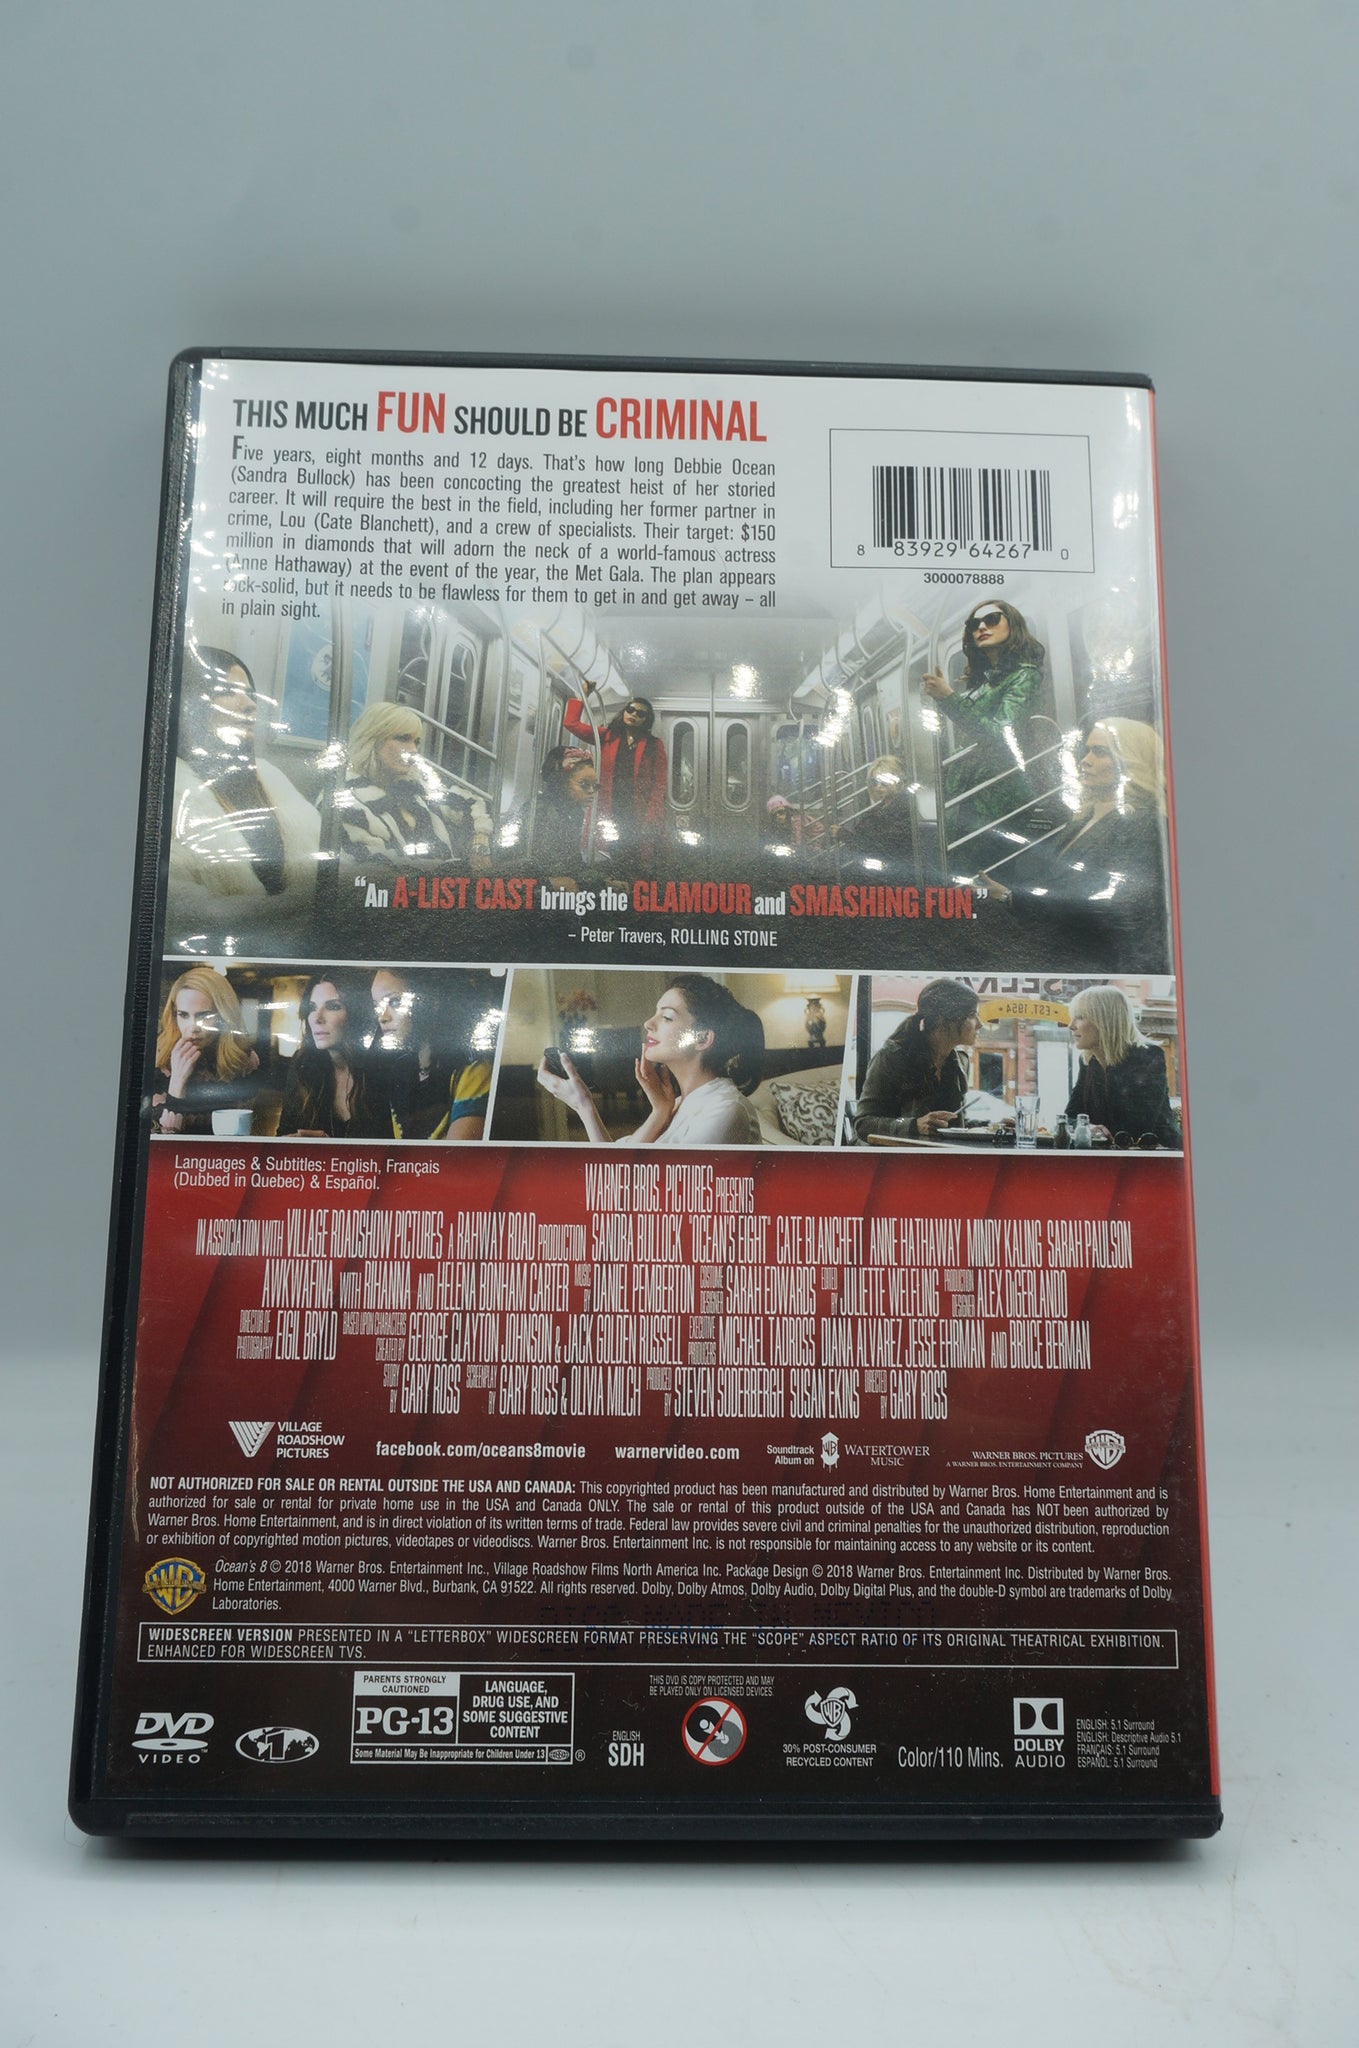 THIS MUCH FUN SHOULD BE CRIMINAL
Five years, eight months and 12 days. That's how long Debbie Ocean
(Sandra Bullock) has been concocting the greatest heist of her storied
career. It will require the best in the field, including her former partner in
crime, Lou (Cate Blanchett), and a crew of specialists. Their target: $150
million in diamonds that will adorn the neck of a world-famous actress
(Anne Hathaway) at the event of the year, the Met Gala. The plan appears
rock-solid, but it needs to be flawless for them to get in and get away – all
in plain sight.
8 83929 64267 0
3000078888
“An A-LIST CAST brings the GLAMOUR and SMASHING FUN.”
– Peter Travers, ROLLING STONE
EST. 1954
Languages & Subtitles: English, Français
(Dubbed in Quebec) & Español.
WARNER BROS. PICTURES PRESENTS
IN ASSOCIATION WITH VILLAGE ROADSHOW PICTURES A RAHWAY ROAD PRODUCTION SANDRA BULLOCK "OCEAN'S EIGHT" CATE BLANCHETT ANNE HATHAWAY MINDY KALING SARAH PAULSON
AWKWAFINA WITH RIHANNA AND HELENA BONHAM CARTER MUSIC BY DANIEL PEMBERTON COSTUME DESIGNER SARAH EDWARDS EDITED BY JULIETTE WELFLING PRODUCTION DESIGNER ALEX DIGERLANDO
DIRECTOR OF PHOTOGRAPHY EIGIL BRYLD BASED UPON CHARACTERS CREATED BY GEORGE CLAYTON JOHNSON & JACK GOLDEN RUSSELL EXECUTIVE PRODUCERS MICHAEL TADROSS DIANA ALVAREZ JESSE EHRMAN AND BRUCE BERMAN
STORY BY GARY ROSS SCREENPLAY BY GARY ROSS & OLIVIA MILCH PRODUCED BY STEVEN SODERBERGH SUSAN EKINS DIRECTED BY GARY ROSS
VILLAGE ROADSHOW PICTURES
facebook.com/oceans8movie
warnervideo.com
Soundtrack Album on
WATERTOWER MUSIC
WARNER BROS. PICTURES
A WARNER BROS. ENTERTAINMENT COMPANY
NOT AUTHORIZED FOR SALE OR RENTAL OUTSIDE THE USA AND CANADA: This copyrighted product has been manufactured and distributed by Warner Bros. Home Entertainment and is
authorized for sale or rental for private home use in the USA and Canada ONLY. The sale or rental of this product outside of the USA and Canada has NOT been authorized by
Warner Bros. Home Entertainment, and is in direct violation of its written terms of trade. Federal law provides severe civil and criminal penalties for the unauthorized distribution, reproduction
or exhibition of copyrighted motion pictures, videotapes or videodiscs. Warner Bros. Entertainment Inc. is not responsible for maintaining access to any website or its content.
Ocean's 8 © 2018 Warner Bros. Entertainment Inc., Village Roadshow Films North America Inc. Package Design © 2018 Warner Bros. Entertainment Inc. Distributed by Warner Bros.
Home Entertainment, 4000 Warner Blvd., Burbank, CA 91522. All rights reserved. Dolby, Dolby Atmos, Dolby Audio, Dolby Digital Plus, and the double-D symbol are trademarks of Dolby
Laboratories.
DISC MADE IN MEXICO
WIDESCREEN VERSION PRESENTED IN A “LETTERBOX” WIDESCREEN FORMAT PRESERVING THE “SCOPE” ASPECT RATIO OF ITS ORIGINAL THEATRICAL EXHIBITION.
ENHANCED FOR WIDESCREEN TVS.
DVD VIDEO™
1
PARENTS STRONGLY CAUTIONED
PG-13
LANGUAGE,
DRUG USE, AND
SOME SUGGESTIVE
CONTENT
Some Material May Be Inappropriate for Children Under 13 ®
ENGLISH
SDH
THIS DVD IS COPY PROTECTED AND MAY
BE PLAYED ONLY ON LICENSED DEVICES.
30% POST-CONSUMER
RECYCLED CONTENT
Color/110 Mins.
DOLBY
AUDIO
ENGLISH: 5.1 Surround
ENGLISH: Descriptive Audio 5.1
FRANÇAIS: 5.1 Surround
ESPAÑOL: 5.1 Surround